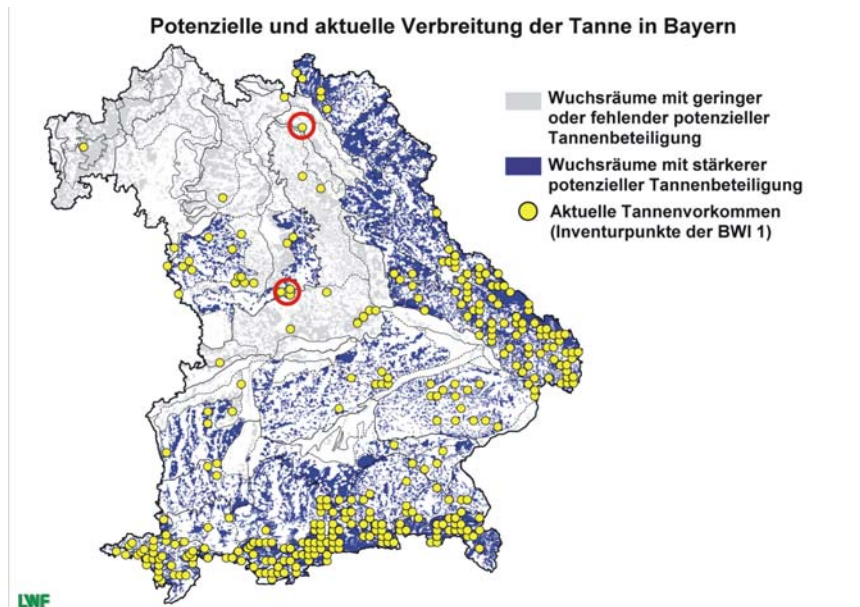 Potenzielle und aktuelle Verbreitung der Tanne in Bayern
Wuchsräume mit geringer
oder fehlender potenzieller
Tannenbeteiligung
Wuchsräume mit stärkerer
potenzieller Tannenbeteiligung
Aktuelle Tannenvorkommen
(Inventurpunkte der BWI 1)
LWF